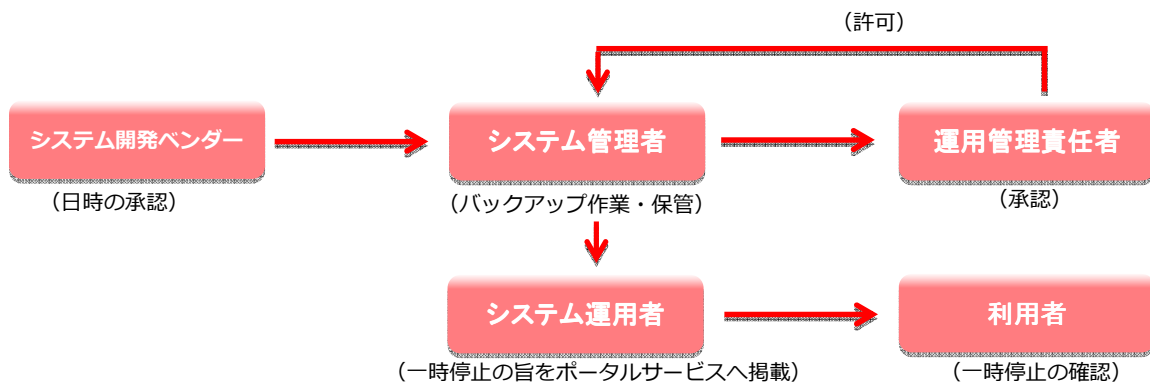 （許可）
システム開発ベンダー
システム管理者
運用管理責任者
（日時の承認）
（バックアップ作業・保管）
（承認）
システム運用者
利用者
（一時停止の旨をポータルサービスへ掲載）
（一時停止の確認）